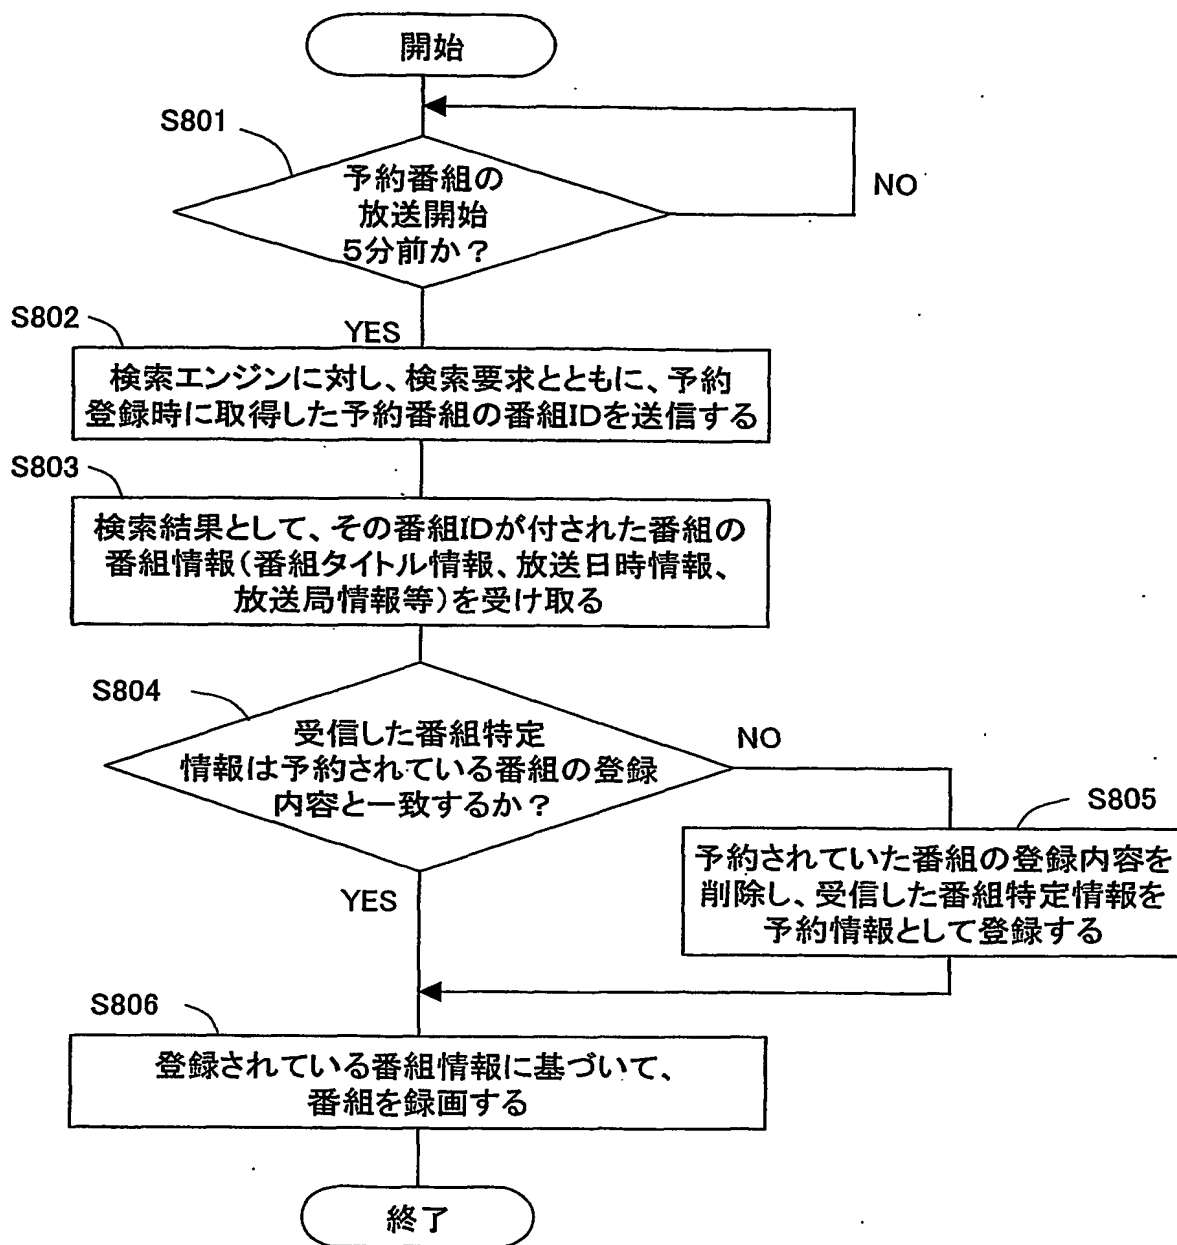 開始
S801
予約番組の
放送開始
5分前か?
NO
S802
YES
検索エンジンに対し、検索要求とともに、予約
登録時に取得した予約番組の番組IDを送信する
S803
検索結果として、その番組IDが付された番組の
番組情報(番組タイトル情報、放送日時情報、
放送局情報等)を受け取る
S804
受信した番組特定
情報は予約されている番組の登録
内容と一致するか?
NO
S805
予約されていた番組の登録内容を
削除し、受信した番組特定情報を
予約情報として登録する
YES
S806
登録されている番組情報に基づいて、
番組を録画する
終了